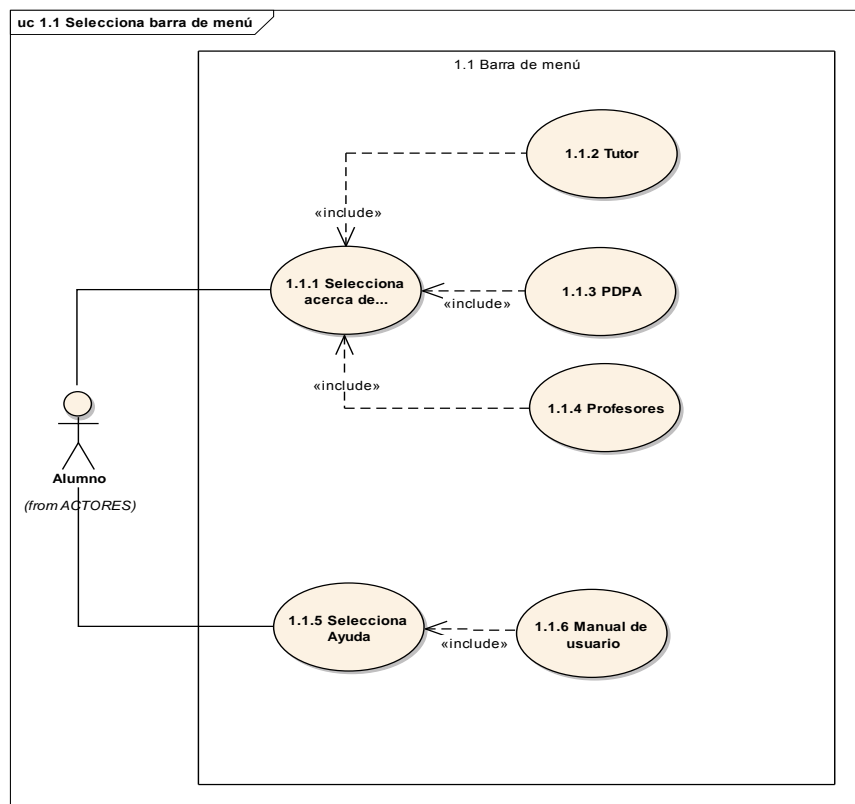 uc 1.1 Selecciona barra de menú
1.1 Barra de menú
1.1.2 Tutor
«include»
1.1.1 Selecciona
acerca de...
«include»
1.1.3 PDPA
«include»
1.1.4 Profesores
Alumno
(from ACTORES)
1.1.5 Selecciona
Ayuda
«include»
1.1.6 Manual de
usuario